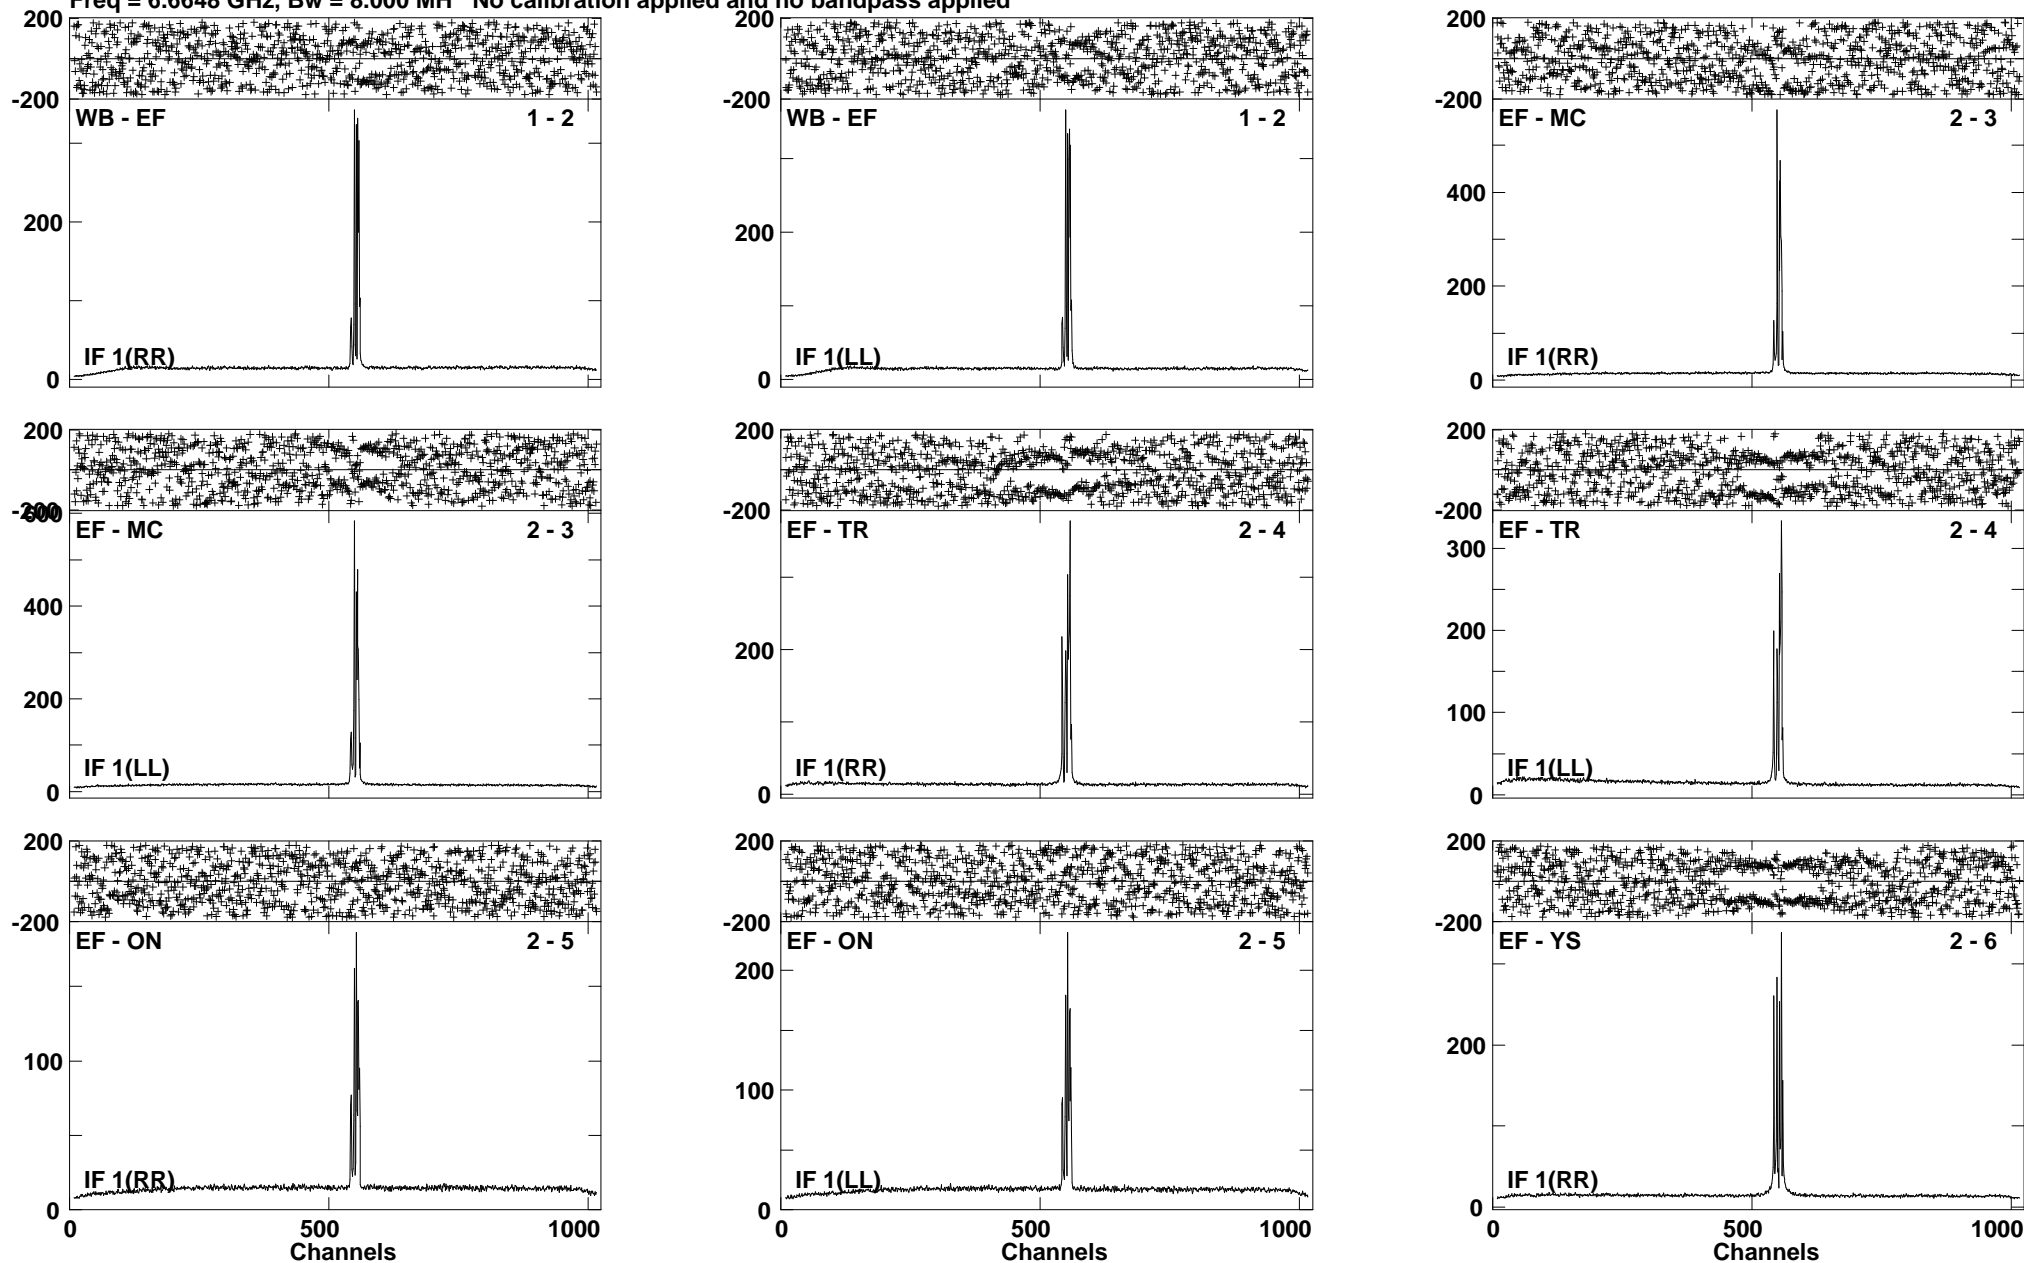 Freq = 6.6648 GHz, Bw = 8.000 MH No calibration applied and no bandpass applied
200
-200
WB - EF 1 - 2
200
IF 1(RR)
0
200
-200
WB - EF 1 - 2
200
IF 1(LL)
0
200
-200
EF - MC 2 - 3
400
200
IF 1(RR)
0
200
-200
600
EF - MC 2 - 3
400
200
IF 1(LL)
0
200
-200
EF - TR 2 - 4
200
IF 1(RR)
0
200
-200
EF - TR 2 - 4
300
200
100
IF 1(LL)
0
200
-200
EF - ON 2 - 5
100
IF 1(RR)
0
0 500 1000
Channels
200
-200
EF - ON 2 - 5
200
100
IF 1(LL)
0
0 500 1000
Channels
200
-200
EF - YS 2 - 6
200
IF 1(RR)
0
0 500 1000
Channels